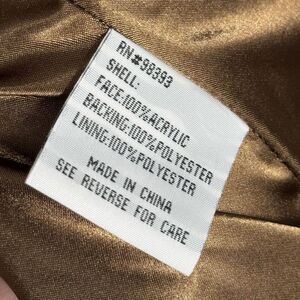 RN#98393
SHELL:
FACE:100%ACRYLIC
BACKING:100%POLYESTER
LINING:100%POLYESTER
MADE IN CHINA
SEE REVERSE FOR CARE